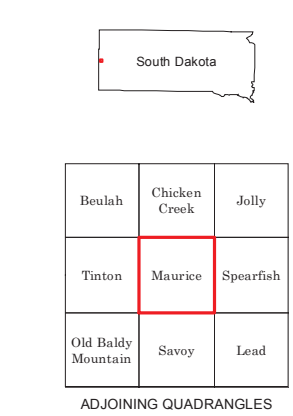 South Dakota
Beulah
Chicken
Creek
Jolly
Tinton
Maurice
Spearfish
Old Baldy
Mountain
Savoy
Lead
ADJOINING QUADRANGLES